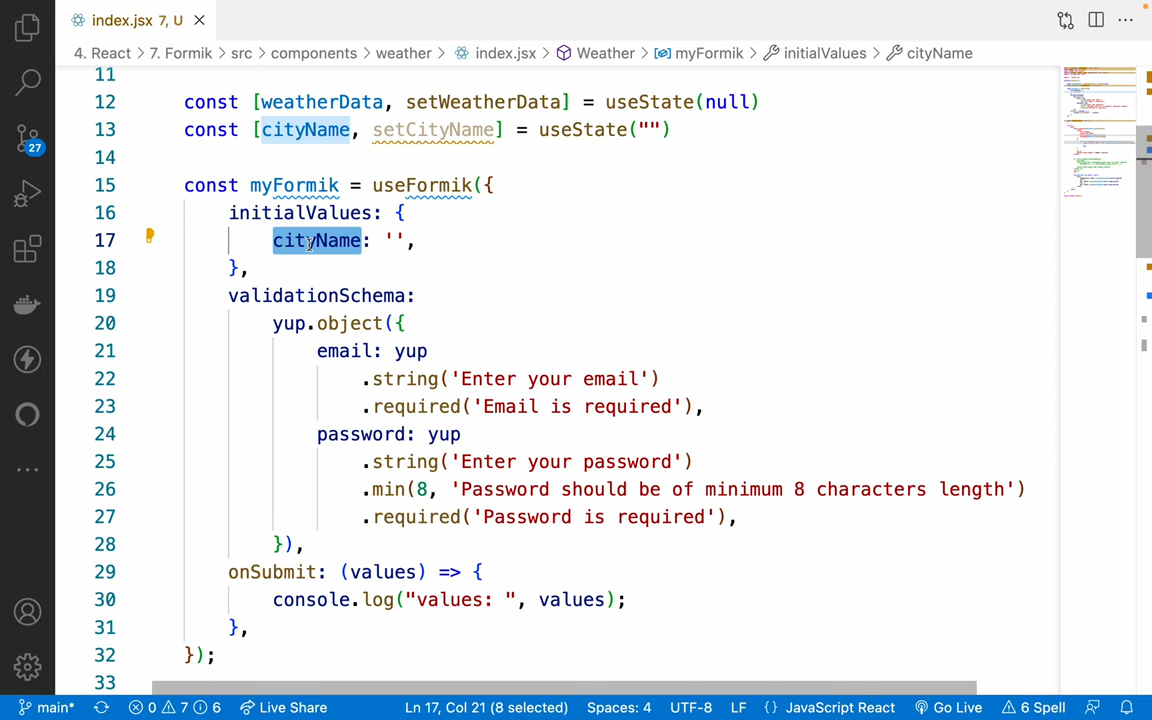 index.jsx 7, U
4. React > 7. Formik > src > components > weather > index.jsx > Weather > myFormik > initialValues > cityName
11
12 const [weatherData, setWeatherData] = useState(null)
13 const [cityName, setCityName] = useState("")
14
15 const myFormik = useFormik({
16 initialValues: {
17 cityName: '',
18 },
19 validationSchema:
20 yup.object({
21 email: yup
22 .string('Enter your email')
23 .required('Email is required'),
24 password: yup
25 .string('Enter your password')
26 .min(8, 'Password should be of minimum 8 characters length')
27 .required('Password is required'),
28 }),
29 onSubmit: (values) => {
30 console.log("values: ", values);
31 },
32 });
33
27
main* 0 7 6 Live Share Ln 17, Col 21 (8 selected) Spaces: 4 UTF-8 LF {} JavaScript React Go Live 6 Spell